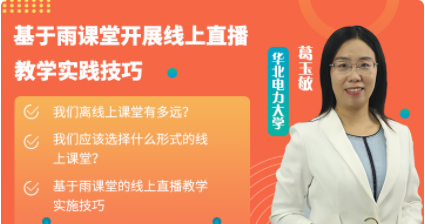 基于雨课堂开展线上直播
教学实践技巧
我们离线上课堂有多远？
我们应该选择什么形式的线
上课堂？
基于雨课堂的线上直播教学
实施技巧
葛玉敏
华北电力大学